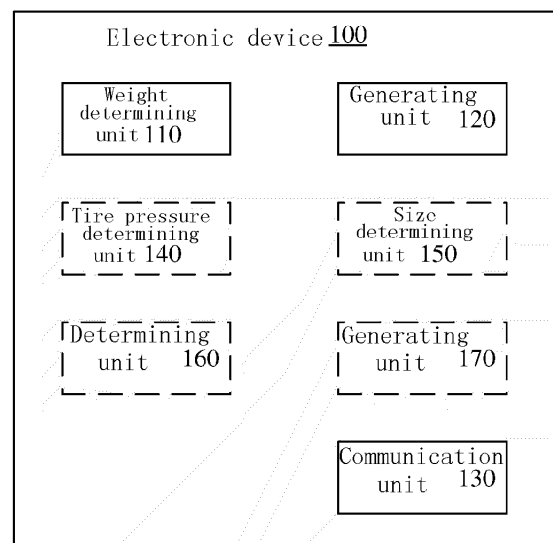 Electronic device 100
Weight
determining
unit 110
Generating
unit 120
Tire pressure
determining
unit 140
Size
determining
unit 150
Determining
unit 160
Generating
unit 170
Communication
unit 130